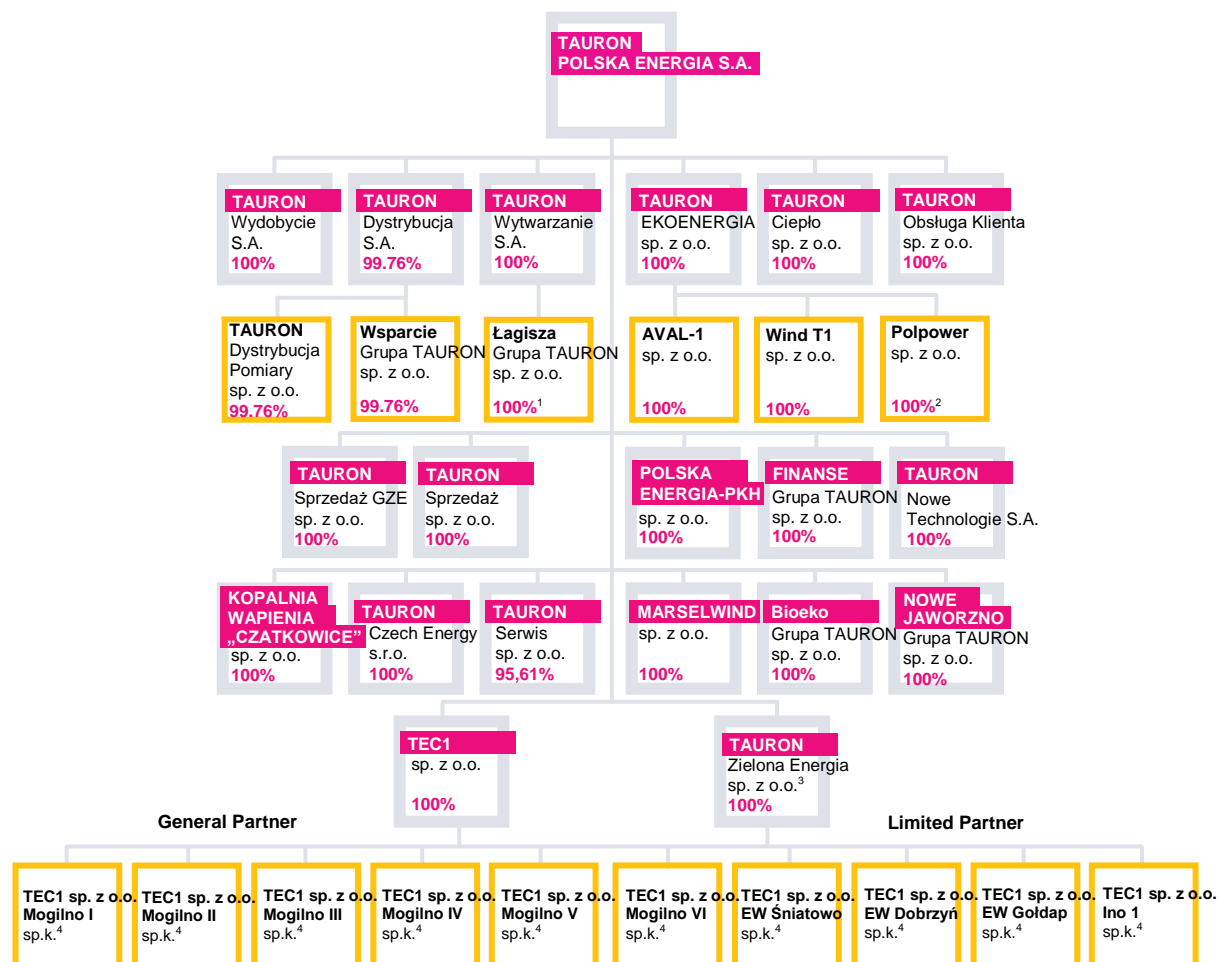 TAURON
POLSKA ENERGIA S.A.
TAURON
Wydobycie
S.A.
100%
TAURON
Dystrybucja
S.A.
99.76%
TAURON
Wytwarzanie
S.A.
100%
TAURON
EKOENERGIA
sp. z o.o.
100%
TAURON
Ciepło
sp. z o.o.
100%
TAURON
Obsługa Klienta
sp. z o.o.
100%
TAURON
Dystrybucja
Pomiary
sp. z o.o.
99.76%
Wsparcie
Grupa TAURON
sp. z o.o.
99.76%
Łagisza
Grupa TAURON
sp. z o.o.
100%1
AVAL-1
sp. z o.o.
100%
Wind T1
sp. z o.o.
100%
Polpower
sp. z o.o.
100%2
TAURON
Sprzedaż GZE
sp. z o.o.
100%
TAURON
Sprzedaż
sp. z o.o.
100%
POLSKA
ENERGIA-PKH
sp. z o.o.
100%
FINANSE
Grupa TAURON
sp. z o.o.
100%
TAURON
Nowe
Technologie S.A.
100%
KOPALNIA
WAPIENIA
„CZATKOWICE”
sp. z o.o.
100%
TAURON
Czech Energy
s.r.o.
100%
TAURON
Serwis
sp. z o.o.
95,61%
MARSELWIND
sp. z o.o.
100%
Bioeko
Grupa TAURON
sp. z o.o.
100%
NOWE
JAWORZNO
Grupa TAURON
sp. z o.o.
100%
TEC1
sp. z o.o.
100%
TAURON
Zielona Energia
sp. z o.o.3
100%
General Partner
Limited Partner
TEC1 sp. z o.o.
Mogilno I
sp.k.4
TEC1 sp. z o.o.
Mogilno II
sp.k.4
TEC1 sp. z o.o.
Mogilno III
sp.k.4
TEC1 sp. z o.o.
Mogilno IV
sp.k.4
TEC1 sp. z o.o.
Mogilno V
sp.k.4
TEC1 sp. z o.o.
Mogilno VI
sp.k.4
TEC1 sp. z o.o.
EW Śniatowo
sp.k.4
TEC1 sp. z o.o.
EW Dobrzyń
sp.k.4
TEC1 sp. z o.o.
EW Gołdap
sp.k.4
TEC1 sp. z o.o.
Ino 1
sp.k.4